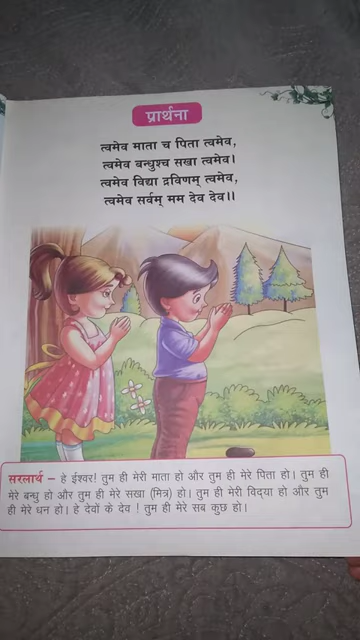 प्रार्थना
त्वमेव माता च पिता त्वमेव,
त्वमेव बन्धुश्च सखा त्वमेव।
त्वमेव विद्या द्रविणम् त्वमेव,
त्वमेव सर्वम् मम देव देव।।
सरलार्थ – हे ईश्वर! तुम ही मेरी माता हो और तुम ही मेरे पिता हो। तुम ही
मेरे बन्धु हो और तुम ही मेरे सखा (मित्र) हो। तुम ही मेरी विद्‌या हो और तुम
ही मेरे धन हो। हे देवों के देव ! तुम ही मेरे सब कुछ हो।